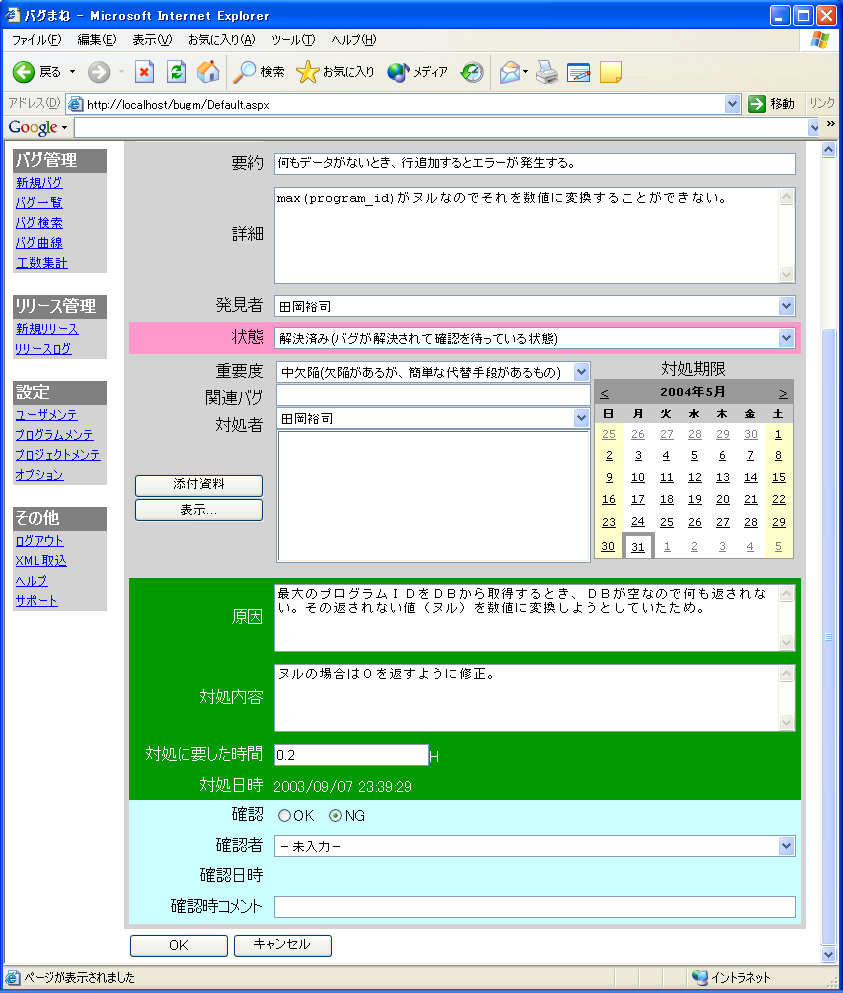 バグまね - Microsoft Internet Explorer
ファイル(F) 編集(E) 表示(V) お気に入り(A) ツール(T) ヘルプ(H)
戻る 検索 お気に入り メディア
アドレス(D) http://localhost/bugm/Default.aspx 移動 リンク
Google »
バグ管理
新規バグ
バグ一覧
バグ検索
バグ曲線
工数集計
リリース管理
新規リリース
リリースログ
設定
ユーザメンテ
プログラムメンテ
プロジェクトメンテ
オプション
その他
ログアウト
XML取込
ヘルプ
サポート
要約 何もデータがないとき、行追加するとエラーが発生する。
詳細 max(program_id)がヌルなのでそれを数値に変換することができない。
発見者 田岡裕司
状態 解決済み(バグが解決されて確認を待っている状態)
重要度 中欠陥(欠陥があるが、簡単な代替手段があるもの)
関連バグ
対処者 田岡裕司
添付資料
表示...
対処期限
< 2004年5月 >
日 月 火 水 木 金 土
25 26 27 28 29 30 1
2 3 4 5 6 7 8
9 10 11 12 13 14 15
16 17 18 19 20 21 22
23 24 25 26 27 28 29
30 31 1 2 3 4 5
原因 最大のプログラムＩＤをＤＢから取得するとき、ＤＢが空なので何も返されな
い。その返されない値（ヌル）を数値に変換しようとしていたため。
対処内容 ヌルの場合は０を返すように修正。
対処に要した時間 0.2 H
対処日時 2003/09/07 23:39:29
確認 OK NG
確認者 －未入力－
確認日時
確認時コメント
OK キャンセル
ページが表示されました イントラネット